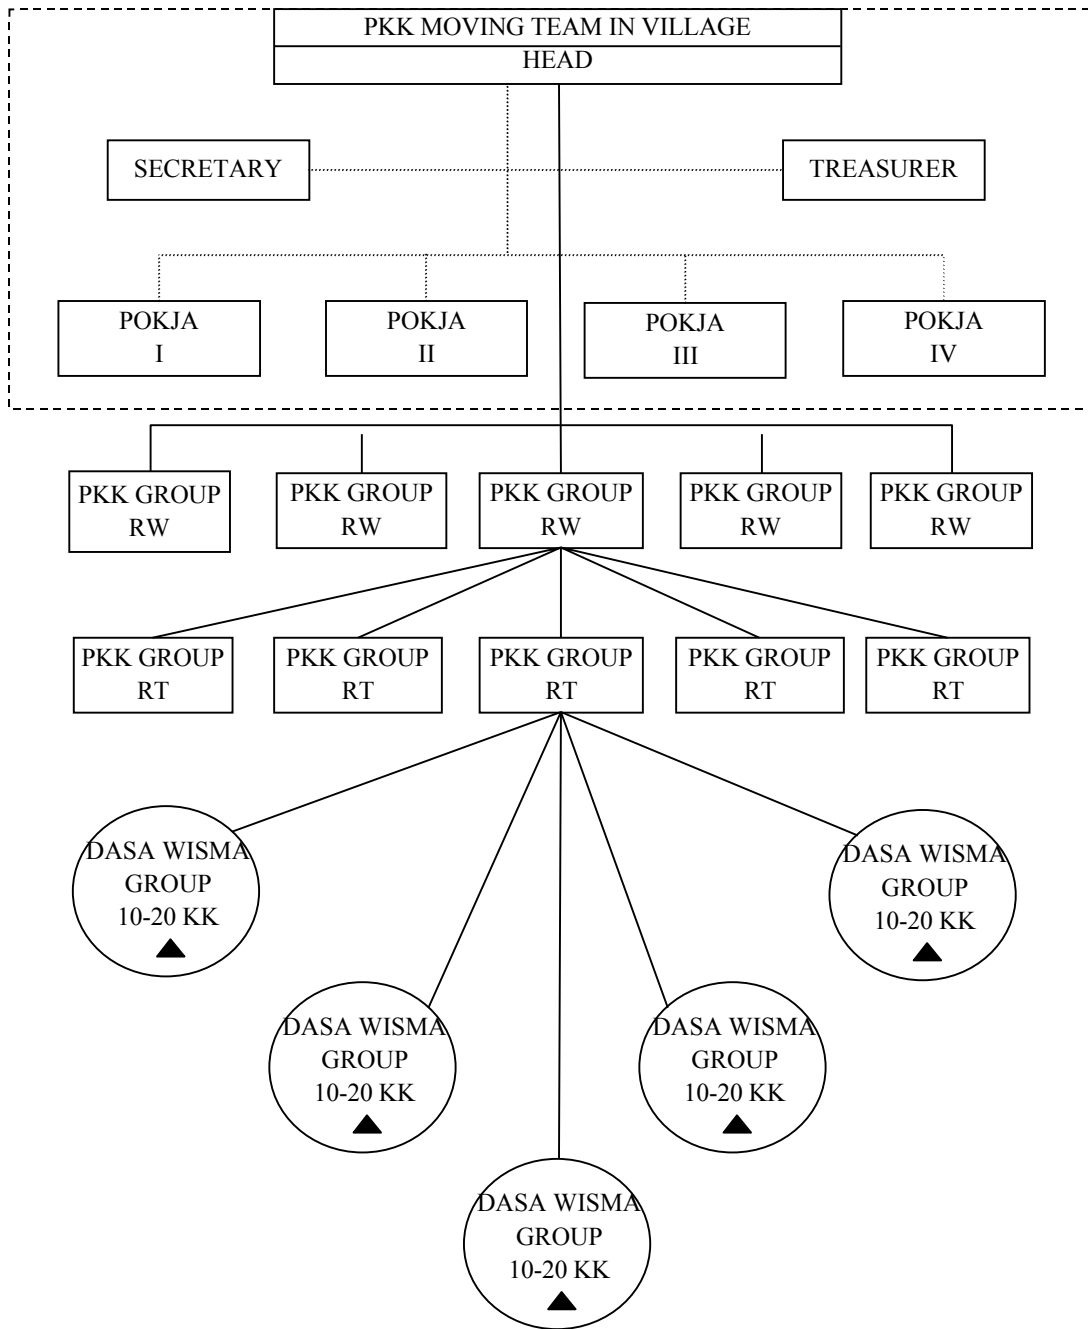 PKK MOVING TEAM IN VILLAGE
HEAD
SECRETARY
TREASURER
POKJA
I
POKJA
II
POKJA
III
POKJA
IV
PKK GROUP
RW
PKK GROUP
RW
PKK GROUP
RW
PKK GROUP
RW
PKK GROUP
RW
PKK GROUP
RT
PKK GROUP
RT
PKK GROUP
RT
PKK GROUP
RT
PKK GROUP
RT
DASA WISMA
GROUP
10-20 KK
DASA WISMA
GROUP
10-20 KK
DASA WISMA
GROUP
10-20 KK
DASA WISMA
GROUP
10-20 KK
DASA WISMA
GROUP
10-20 KK